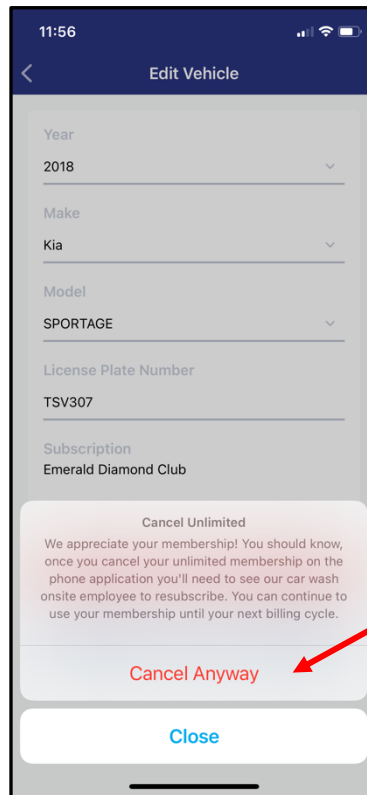 11:56
Edit Vehicle
Year
2018
Make
Kia
Model
SPORTAGE
License Plate Number
TSV307
Subscription
Emerald Diamond Club
Cancel Unlimited
We appreciate your membership! You should know,
once you cancel your unlimited membership on the
phone application you'll need to see our car wash
onsite employee to resubscribe. You can continue to
use your membership until your next billing cycle.
Cancel Anyway
Close